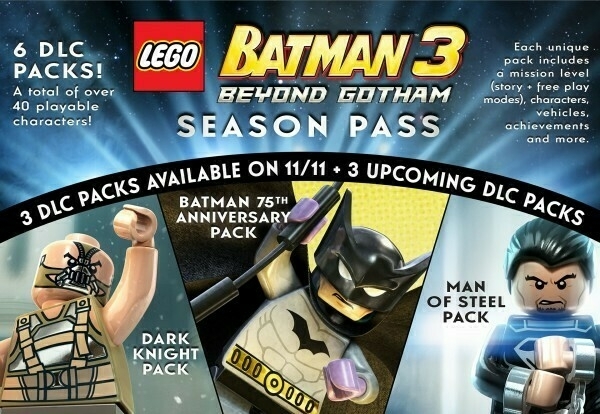 6 DLC
PACKS!
A total of over
40 playable
characters!
LEGO
BATMAN 3
BEYOND GOTHAM
SEASON PASS
Each unique
pack includes
a mission level
(story + free play
modes), characters,
vehicles,
achievements
and more.
3 DLC PACKS AVAILABLE ON 11/11 + 3 UPCOMING DLC PACKS
DARK
KNIGHT
PACK
BATMAN 75TH
ANNIVERSARY
PACK
MAN
OF STEEL
PACK